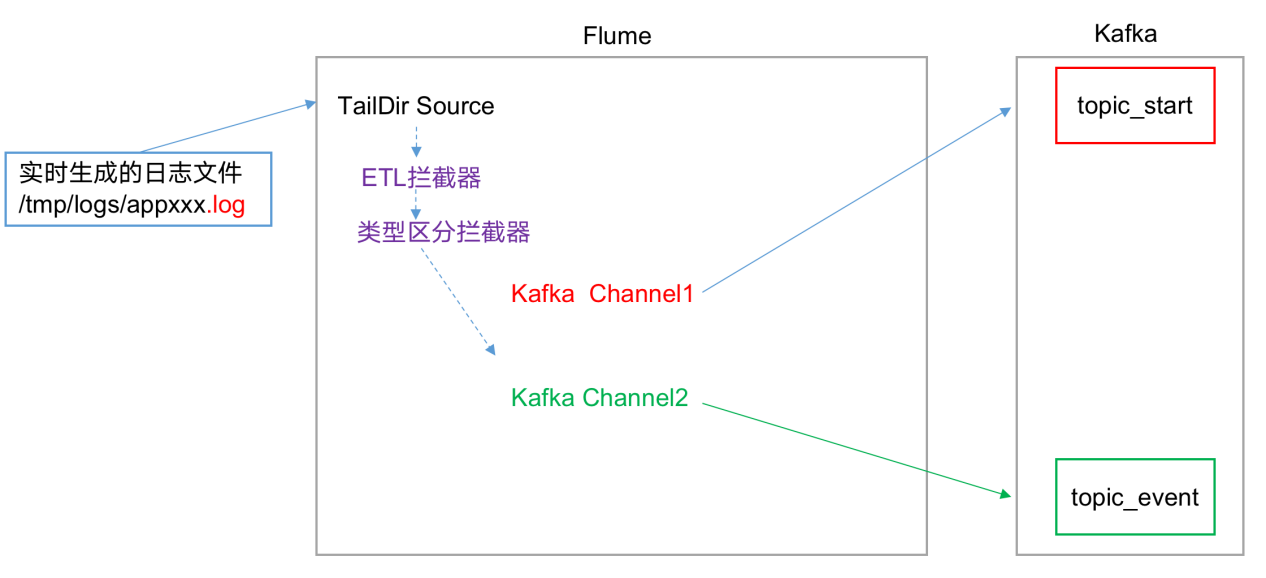 Flume
Kafka
TailDir Source
topic_start
实时生成的日志文件
/tmp/logs/appxxx.log
ETL拦截器
类型区分拦截器
Kafka  Channel1
Kafka Channel2
topic_event